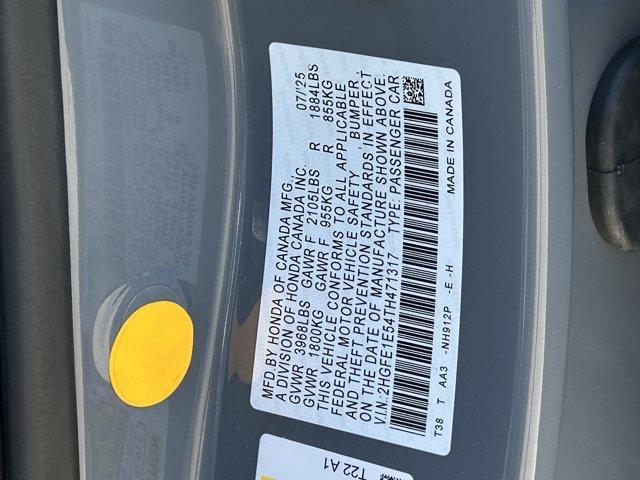 MFD.BY HONDA OF CANADA MFG., 07/'25
A DIVISION OF HONDA CANADA INC.
GVWR 3968LBS GAWR F 2105LBS R 1884LBS
GVWR 1800KG GAWR F 955KG R 855KG
THIS VEHICLE CONFORMS TO ALL APPLICABLE
FEDERAL MOTOR VEHICLE SAFETY, BUMPER,
AND THEFT PREVENTION STANDARDS IN EFFECT
ON THE DATE OF MANUFACTURE SHOWN ABOVE.
V.I.N:2HGFE1E54TH471317 TYPE: PASSENGER CAR
T38 T AA3 -NH912P -E -H MADE IN CANADA
T22 A1